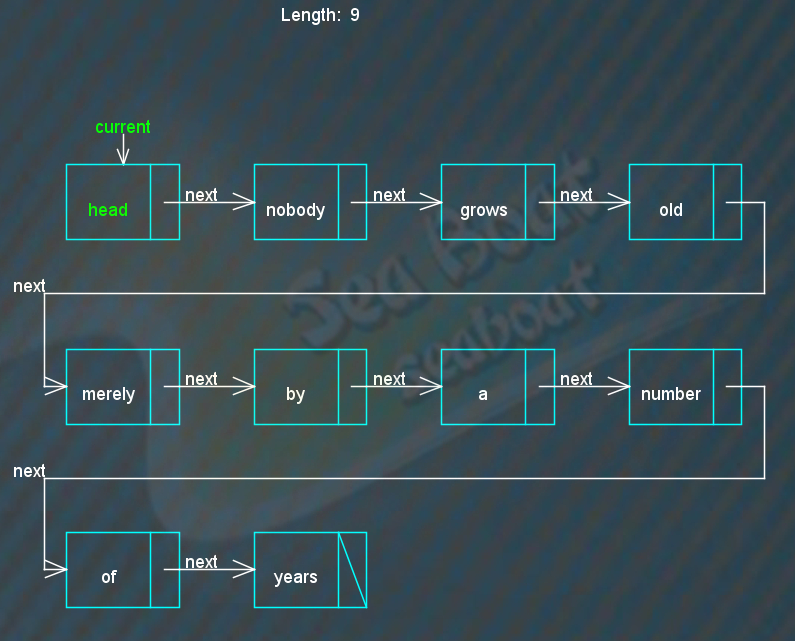 Length: 9
current
head next nobody next grows next old
next
merely next by next a next number
next
of next years
Sea Boat
seaboat